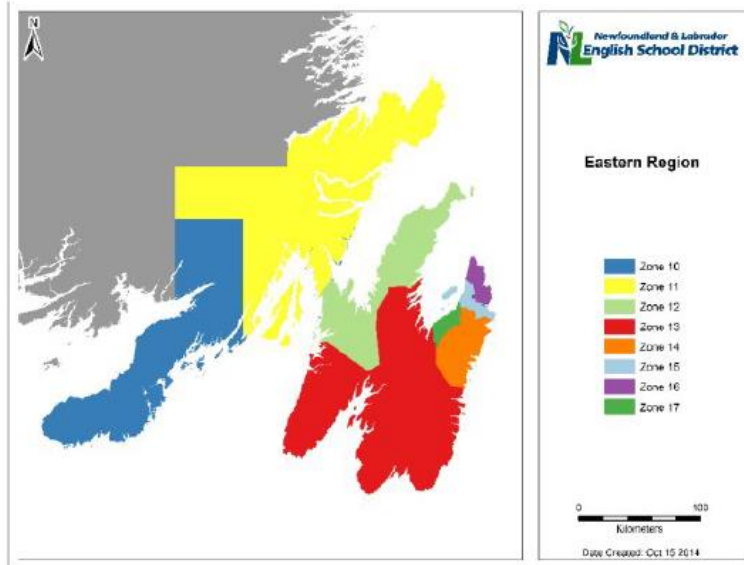 N
Newfoundland & Labrador
NL English School District
Eastern Region
Zone 10
Zone 11
Zone 12
Zone 13
Zone 14
Zone 15
Zone 16
Zone 17
0 100
Kilometers
Date Created: Oct 15 2014